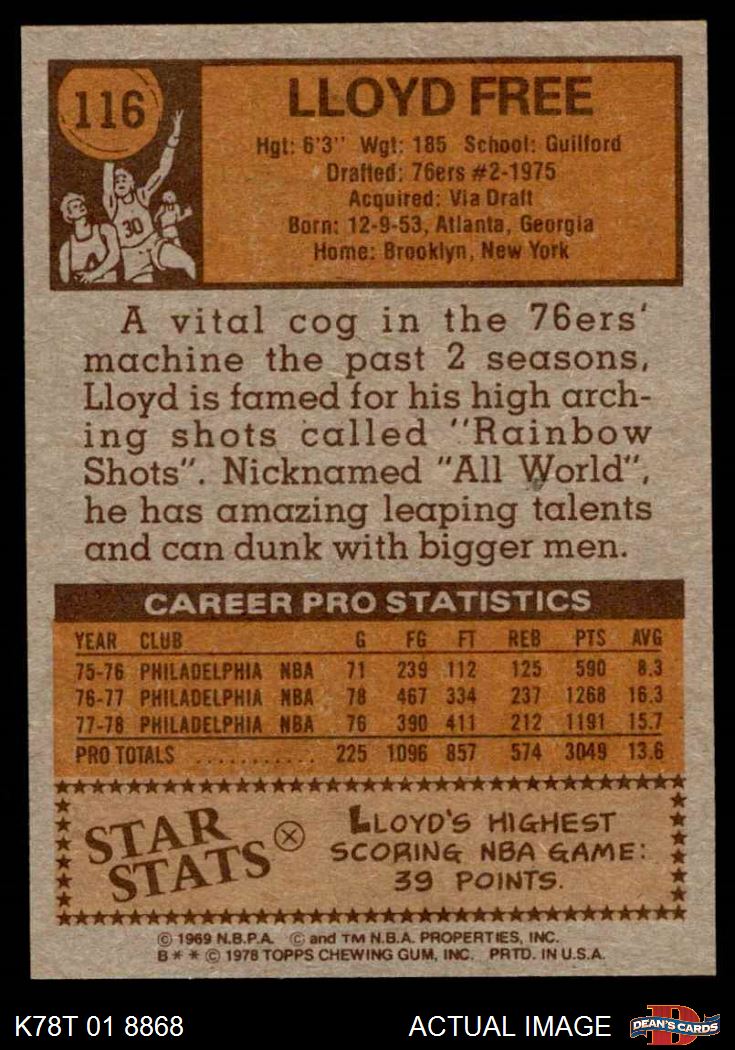 116
LLOYD FREE
Hgt: 6'3" Wgt: 185 School: Guilford
Drafted: 76ers #2-1975
Acquired: Via Draft
Born: 12-9-53, Atlanta, Georgia
Home: Brooklyn, New York
30
A vital cog in the 76ers'
machine the past 2 seasons,
Lloyd is famed for his high arch-
ing shots called "Rainbow
Shots". Nicknamed "All World",
he has amazing leaping talents
and can dunk with bigger men.
CAREER PRO STATISTICS
YEAR CLUB G FG FT REB PTS AVG
75-76 PHILADELPHIA NBA 71 239 112 125 590 8.3
76-77 PHILADELPHIA NBA 78 467 334 237 1268 16.3
77-78 PHILADELPHIA NBA 76 390 411 212 1191 15.7
PRO TOTALS ........... 225 1096 857 574 3049 13.6
STAR
STATS
LLOYD'S HIGHEST
SCORING NBA GAME:
39 POINTS.
© 1969 N.B.P.A. © and TM N.B.A. PROPERTIES, INC.
B * * © 1978 TOPPS CHEWING GUM, INC. PRTD. IN U.S.A.
K78T 01 8868
ACTUAL IMAGE
D
DEAN'S CARDS